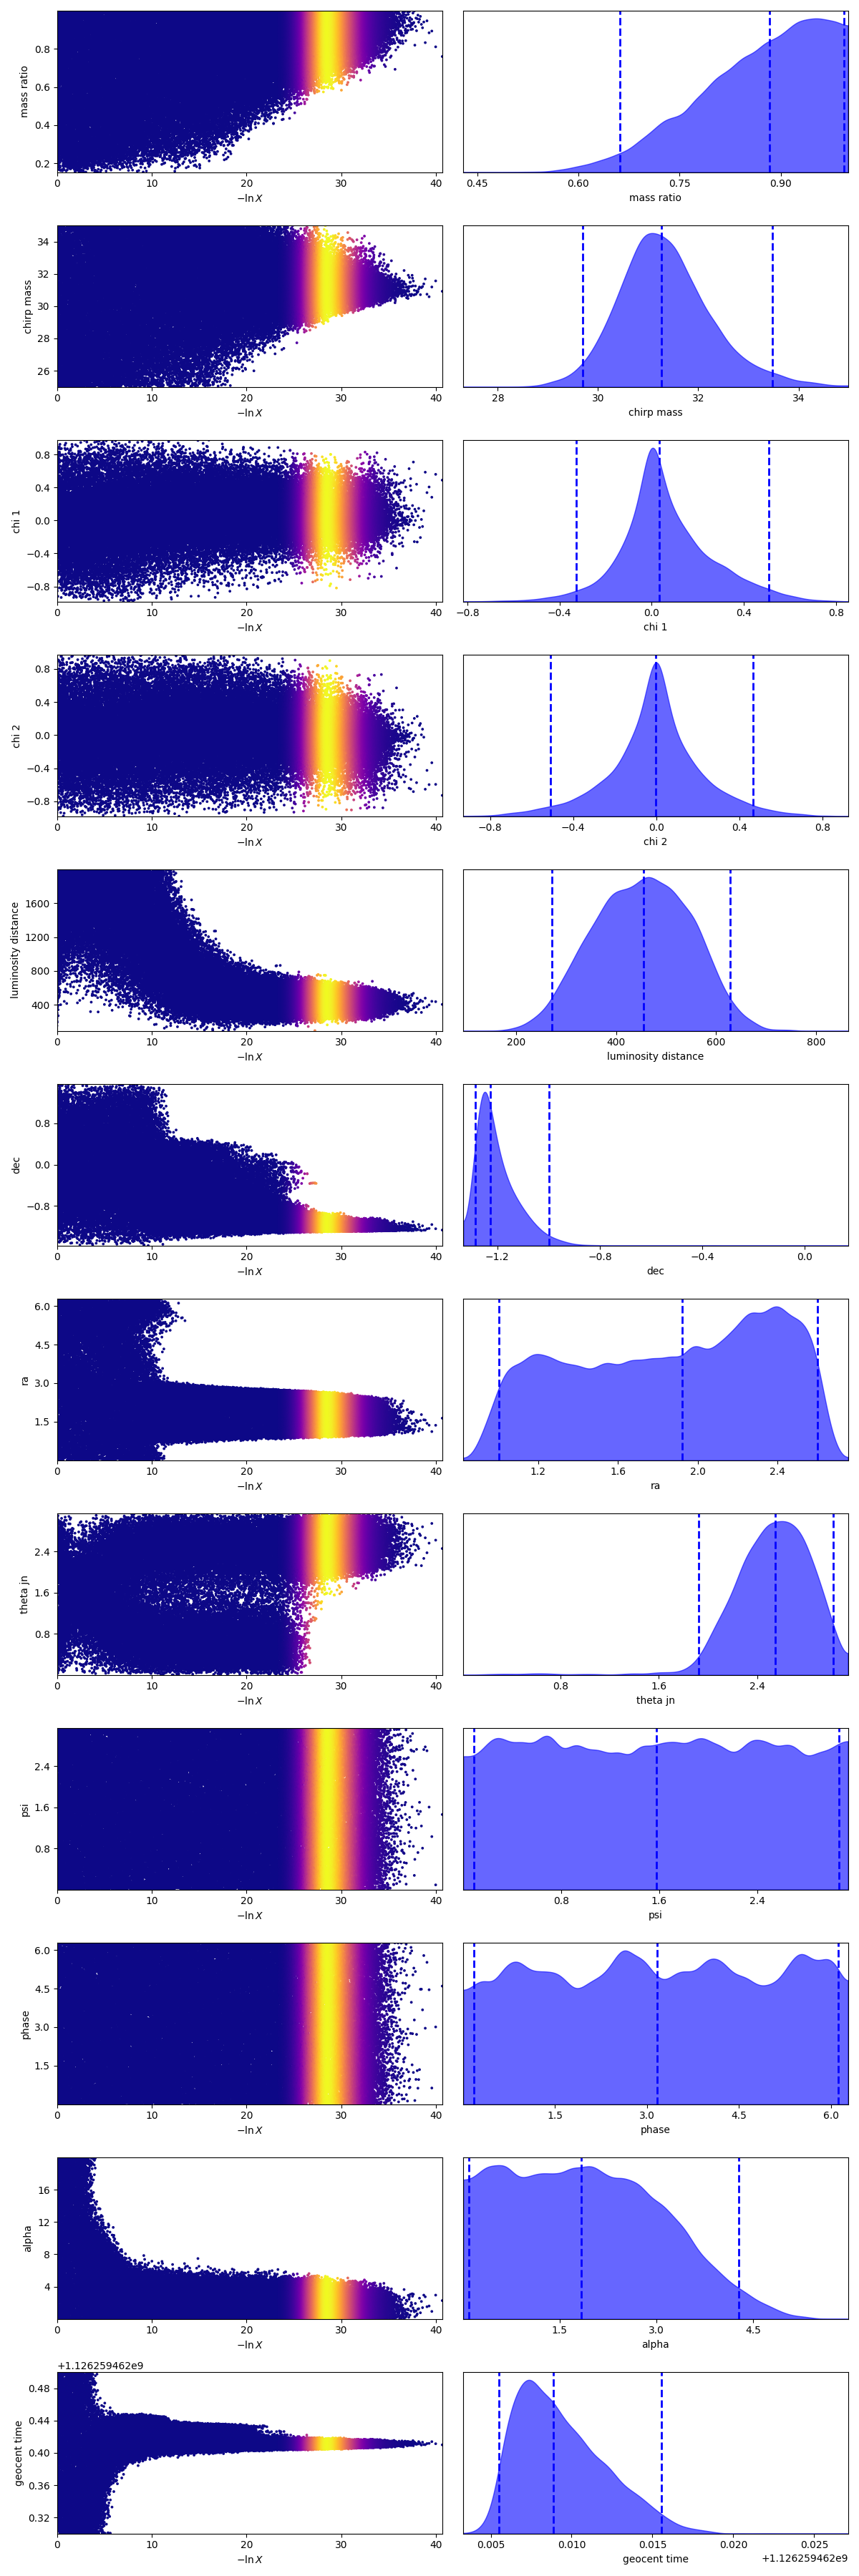 mass ratio
0.8
0.6
0.4
0.2
0 10 20 30 40
−ln X
0.45 0.60 0.75 0.90
mass ratio
chirp mass
34
32
30
28
26
0 10 20 30 40
−ln X
28 30 32 34
chirp mass
chi 1
0.8
0.4
0.0
−0.4
−0.8
0 10 20 30 40
−ln X
−0.8 −0.4 0.0 0.4 0.8
chi 1
chi 2
0.8
0.4
0.0
−0.4
−0.8
0 10 20 30 40
−ln X
−0.8 −0.4 0.0 0.4 0.8
chi 2
luminosity distance
1600
1200
800
400
0 10 20 30 40
−ln X
200 400 600 800
luminosity distance
dec
0.8
0.0
−0.8
0 10 20 30 40
−ln X
−1.2 −0.8 −0.4 0.0
dec
ra
6.0
4.5
3.0
1.5
0 10 20 30 40
−ln X
1.2 1.6 2.0 2.4
ra
theta jn
2.4
1.6
0.8
0 10 20 30 40
−ln X
0.8 1.6 2.4
theta jn
psi
2.4
1.6
0.8
0 10 20 30 40
−ln X
0.8 1.6 2.4
psi
phase
6.0
4.5
3.0
1.5
0 10 20 30 40
−ln X
1.5 3.0 4.5 6.0
phase
alpha
16
12
8
4
0 10 20 30 40
−ln X
1.5 3.0 4.5
alpha
+1.126259462e9
geocent time
0.48
0.44
0.40
0.36
0.32
0 10 20 30 40
−ln X
0.005 0.010 0.015 0.020 0.025
geocent time
+1.126259462e9